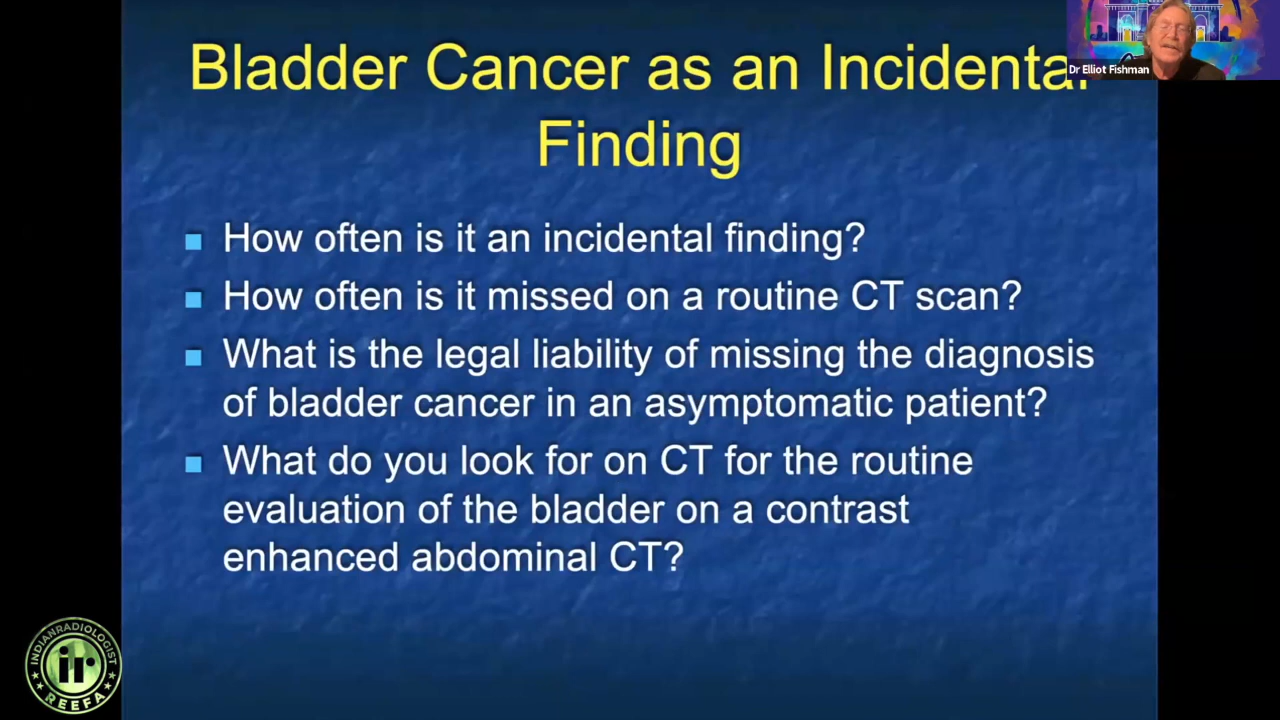 Bladder Cancer as an Incidental
Finding
Dr Elliot Fishman
How often is it an incidental finding?
How often is it missed on a routine CT scan?
What is the legal liability of missing the diagnosis
of bladder cancer in an asymptomatic patient?
What do you look for on CT for the routine
evaluation of the bladder on a contrast
enhanced abdominal CT?
INDIANRADIOLOGIST
ir
REEFA